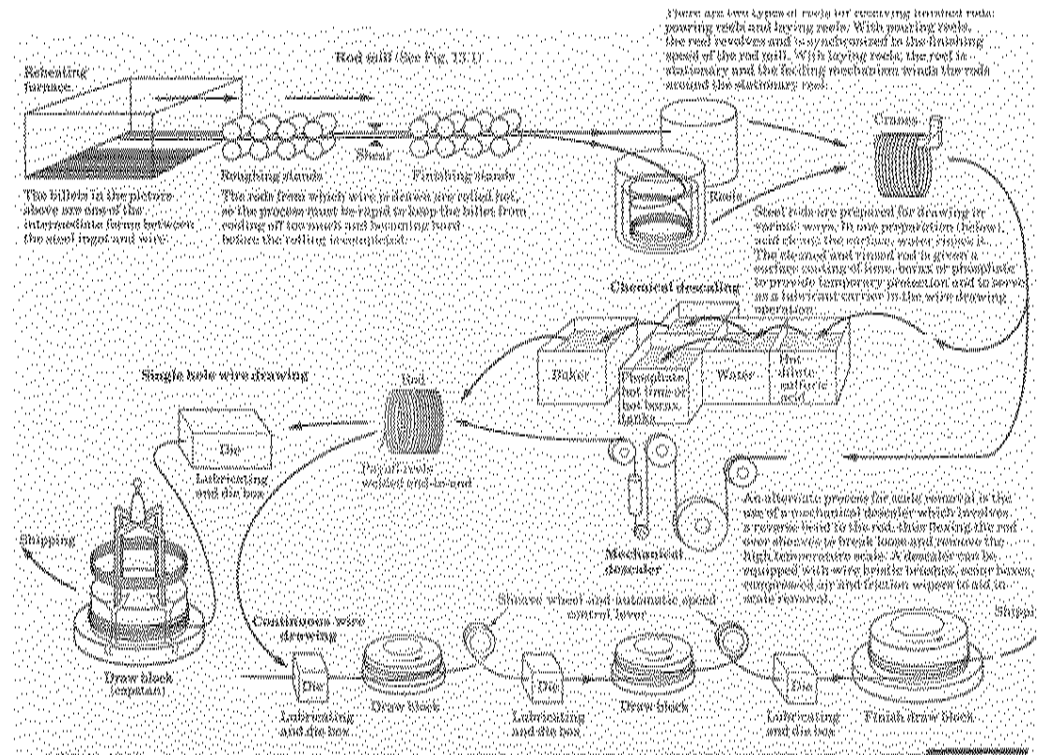 There are two types of reels for receiving finished rods:
pouring reels and laying reels. With pouring reels,
the reel revolves and is synchronized to the finishing
speed of the rod mill. With laying reels, the reel is
stationary and the feeding mechanism winds the rods
around the stationary reel.
Reheating
furnace
Rod mill (See Fig. 13.1)
Cranes
Shear
Roughing stands
Finishing stands
Reels
The billets in the picture
above are one of the
intermediate forms between
the steel ingot and wire.
The rods from which wire is drawn are rolled hot,
so the process must be rapid to keep the billet from
cooling off too much and becoming hard
before the rolling is completed.
Steel rods are prepared for drawing in
various ways. In one preparation (below),
acid cleans the surface, water rinses it.
The cleaned and rinsed rod is given a
surface coating of lime, borax or phosphate
to provide temporary protection and to serve
as a lubricant carrier in the wire drawing
operation.
Chemical descaling
Baker
Phosphate
hot lime or
hot borax
tanks
Water
Hot
dilute
sulfuric
acid
Single hole wire drawing
Rod
Die
Lubricating
and die box
Payoff reels
welded end-to-end
Mechanical
descaler
An alternate process for scale removal is the
use of a mechanical descaler which involves
a reverse bend to the rod, thus flexing the rod
over sheaves to break loose and remove the
high temperature scale. A descaler can be
equipped with wire bristle brushes, scour boxes,
compressed air and friction wipers to aid in
scale removal.
Shipping
Draw block
(capstan)
Continuous wire
drawing
Sheave wheel and automatic speed
control lever
Shippi
Die
Lubricating
and die box
Draw block
Die
Lubricating
and die box
Draw block
Die
Lubricating
and die box
Finish draw block